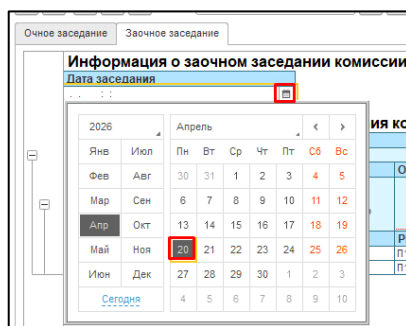 Очное заседание Заочное заседание
Информация о заочном заседании комиссии
Дата заседания
. . : :
2026 Апрель < >
Янв Июл Пн Вт Ср Чт Пт Сб Вс
Фев Авг 30 31 1 2 3 4 5
Мар Сен 6 7 8 9 10 11 12
Апр Окт 13 14 15 16 17 18 19
Май Ноя 20 21 22 23 24 25 26
Июн Дек 27 28 29 30 1 2 3
Сегодня 4 5 6 7 8 9 10
ия ко
О
Р